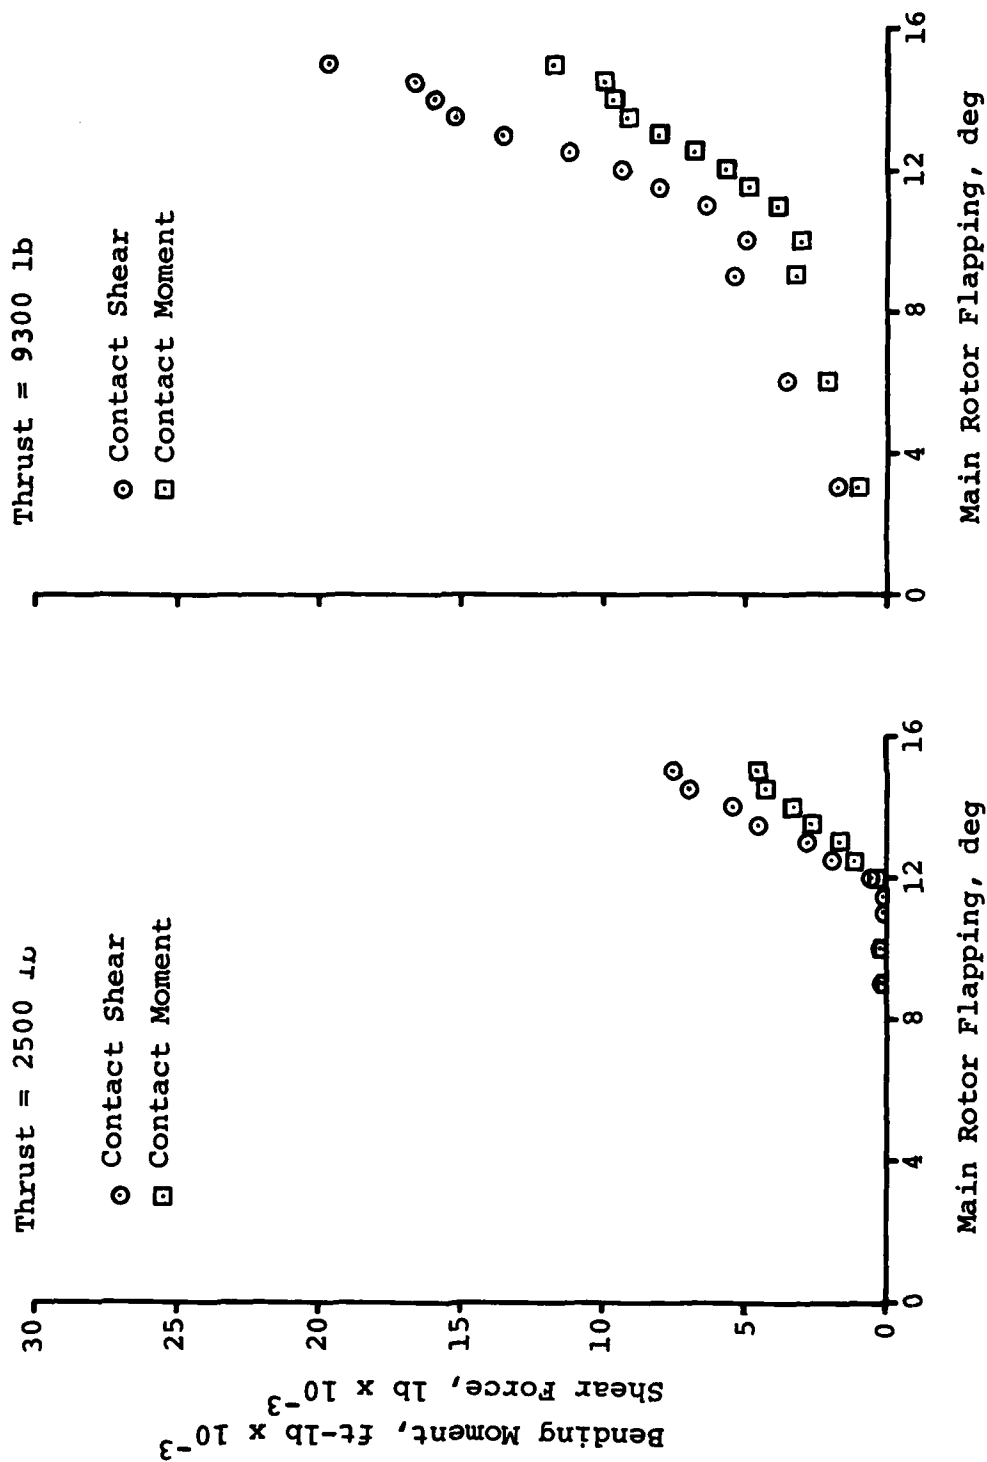 Thrust = 2500 lb
Contact Shear
Contact Moment
30
25
20
15
10
5
0
Bending Moment, ft-lb x 10-3
Shear Force, lb x 10-3
0 4 8 12 16
Main Rotor Flapping, deg
Thrust = 9300 lb
Contact Shear
Contact Moment
0 4 8 12 16
Main Rotor Flapping, deg